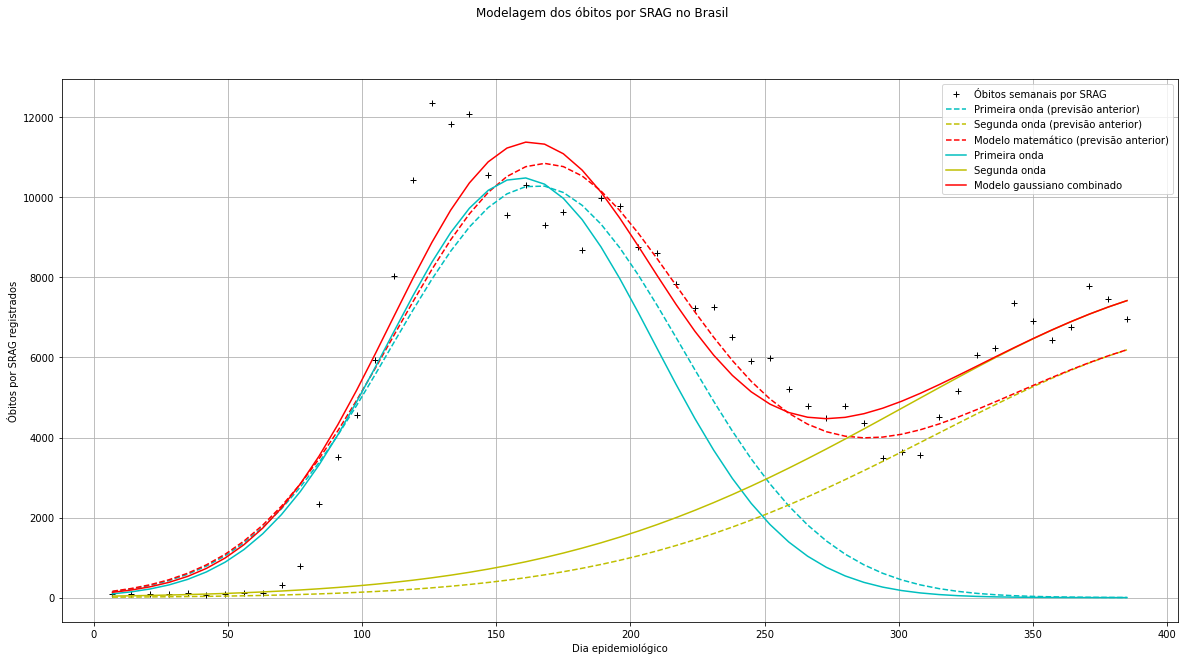 Modelagem dos óbitos por SRAG no Brasil
Óbitos semanais por SRAG
Primeira onda (previsão anterior)
Segunda onda (previsão anterior)
Modelo matemático (previsão anterior)
Primeira onda
Segunda onda
Modelo gaussiano combinado
Óbitos por SRAG registrados
12000
10000
8000
6000
4000
2000
0
0 50 100 150 200 250 300 350 400
Dia epidemiológico